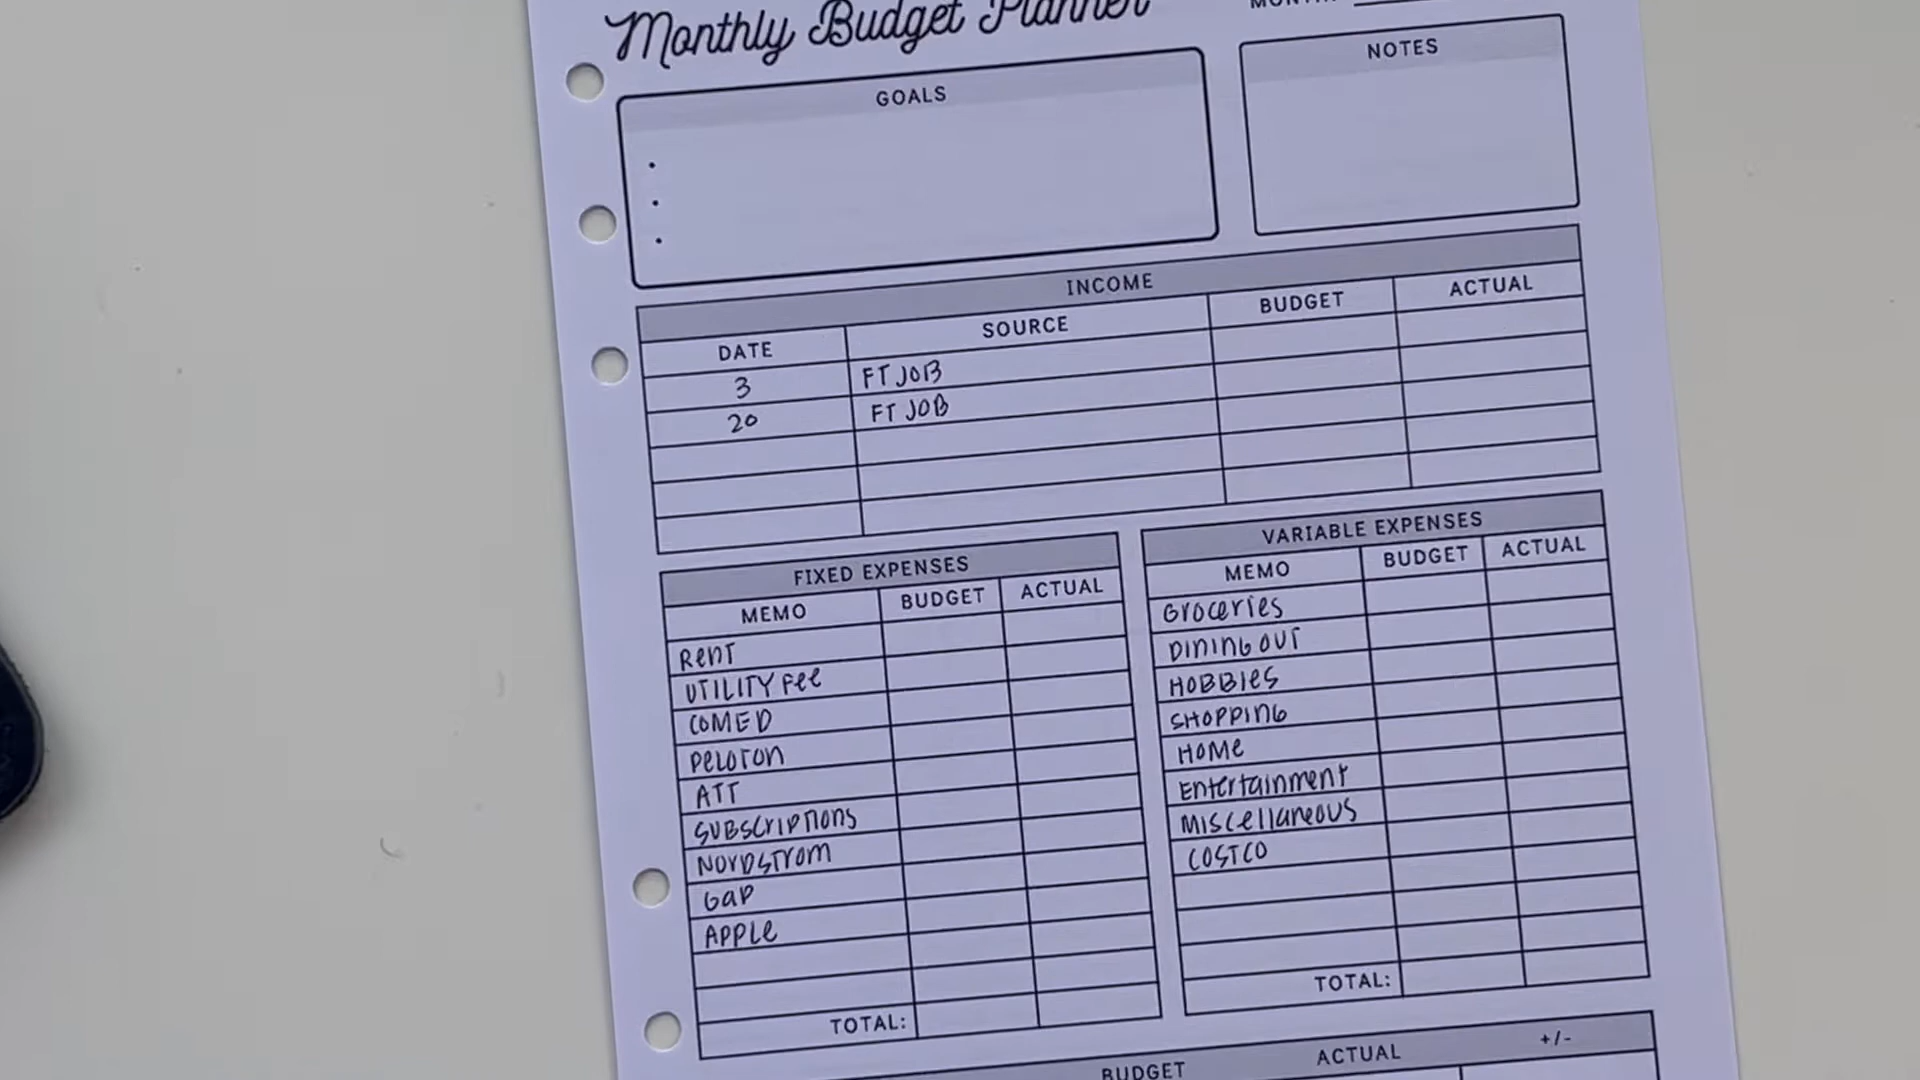 Monthly Budget Planner
GOALS
NOTES
INCOME
DATE SOURCE BUDGET ACTUAL
3 FT JOB
20 FT JOB
FIXED EXPENSES
MEMO BUDGET ACTUAL
Rent
UTILITY Fee
COMED
Peloton
ATT
Subscriptions
Nordstrom
Gap
Apple
TOTAL:
VARIABLE EXPENSES
MEMO BUDGET ACTUAL
Groceries
Dining out
Hobbies
Shopping
Home
Entertainment
Miscellaneous
COSTCO
TOTAL:
BUDGET ACTUAL +/-